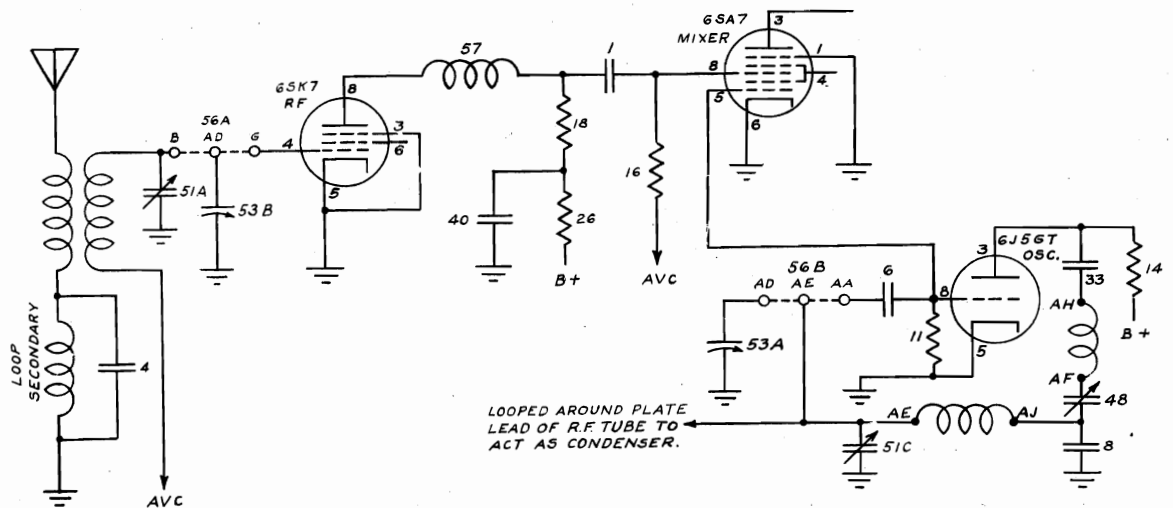 6SA7
MIXER
3
1
8
4
5
6
57
1
6SK7
RF
8
3
6
4
5
18
16
40
26
B+
AVC
56A
B AD G
51A
53B
LOOP
SECONDARY
4
AVC
6J5GT
OSC.
3
8
5
33
14
B+
AH
AF
48
56B
AD AE AA
6
53A
11
LOOPED AROUND PLATE
LEAD OF R.F. TUBE TO
ACT AS CONDENSER.
AE
AJ
51C
8